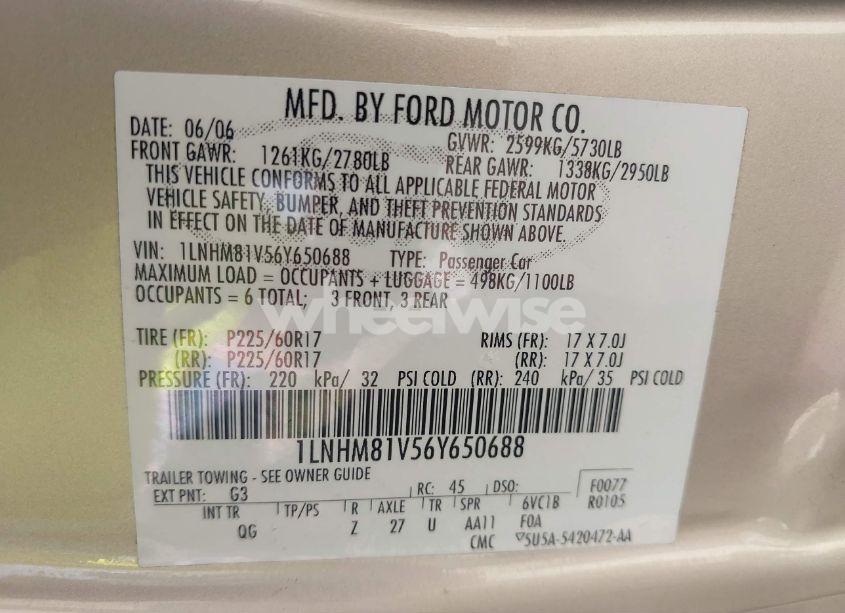 MFD. BY FORD MOTOR CO.
DATE: 06/06 GVWR: 2599KG/5730LB
FRONT GAWR: 1261KG/2780LB REAR GAWR: 1338KG/2950LB
THIS VEHICLE CONFORMS TO ALL APPLICABLE FEDERAL MOTOR
VEHICLE SAFETY, BUMPER, AND THEFT PREVENTION STANDARDS
IN EFFECT ON THE DATE OF MANUFACTURE SHOWN ABOVE.
VIN: 1LNHM81V56Y650688 TYPE: Passenger Car
MAXIMUM LOAD = OCCUPANTS + LUGGAGE = 498KG/1100LB
OCCUPANTS = 6 TOTAL; 3 FRONT, 3 REAR
wheelwise
TIRE (FR): P225/60R17 RIMS (FR): 17 X 7.0J
(RR): P225/60R17 (RR): 17 X 7.0J
PRESSURE (FR): 220 kPa/ 32 PSI COLD (RR): 240 kPa/ 35 PSI COLD
1LNHM81V56Y650688
TRAILER TOWING - SEE OWNER GUIDE
EXT PNT: G3 RC: 45 DSO: F0077
R0105
INT TR TP/PS R AXLE TR SPR 6VC1B
QG Z 27 U AA11 FOA
CMC 5U5A-5420472-AA